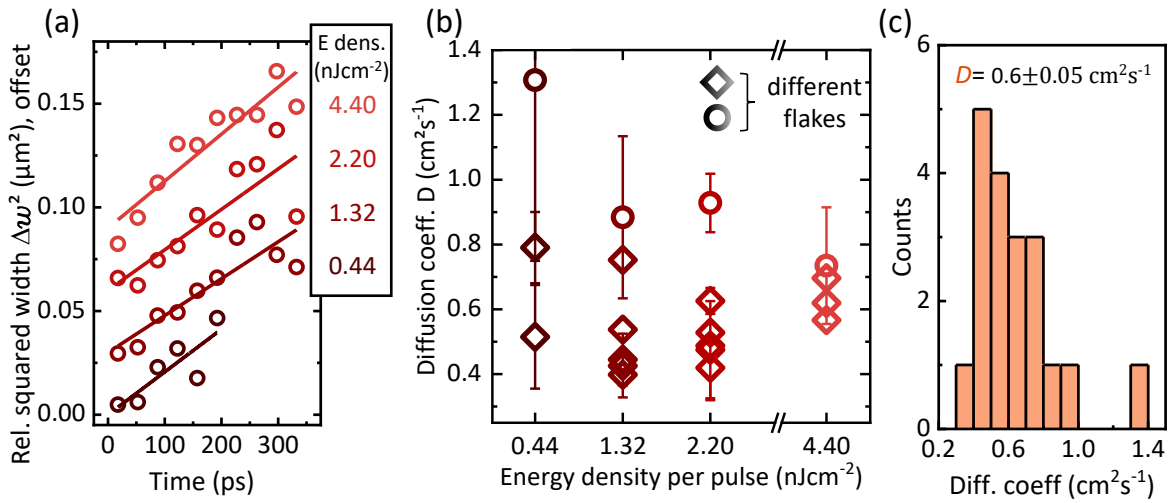 (a)
Rel. squared width Δw² (μm²), offset
0.15
0.10
0.05
0.00
0 100 200 300
Time (ps)
E dens.
(nJcm⁻²)
4.40
2.20
1.32
0.44
(b)
Diffusion coeff. D (cm²s⁻¹)
1.4
1.2
1.0
0.8
0.6
0.4
different
flakes
0.44 1.32 2.20 4.40
Energy density per pulse (nJcm⁻²)
(c)
Counts
6
4
2
0
D= 0.6±0.05 cm²s⁻¹
0.2 0.6 1.0 1.4
Diff. coeff (cm²s⁻¹)